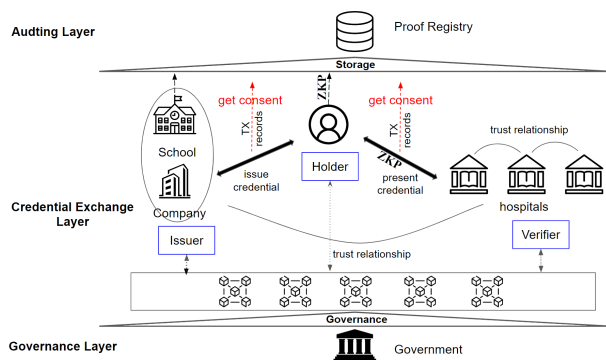 Audting Layer
Proof Registry
Storage
get consent
ZKP
get consent
TX
records
TX
records
trust relationship
School
issue
credential
Holder
ZKP
present
credential
Credential Exchange
Layer
Company
hospitals
Issuer
Verifier
trust relationship
Governance
Governance Layer
Government